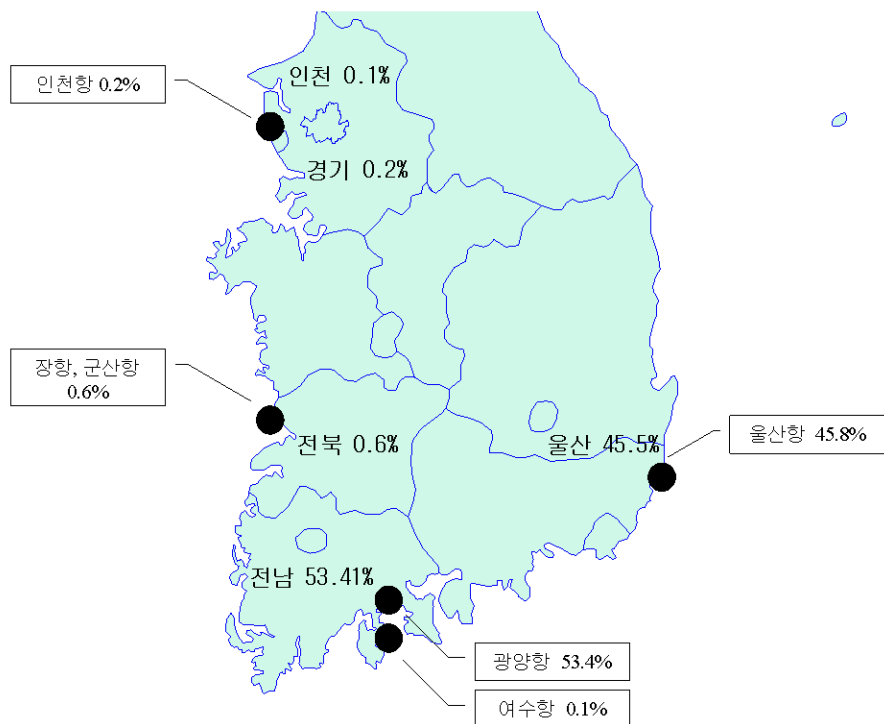 인천 0.1%
인천항 0.2%
경기 0.2%
장항, 군산항
0.6%
전북 0.6%
울산 45.5%
울산항 45.8%
전남 53.41%
광양항 53.4%
여수항 0.1%